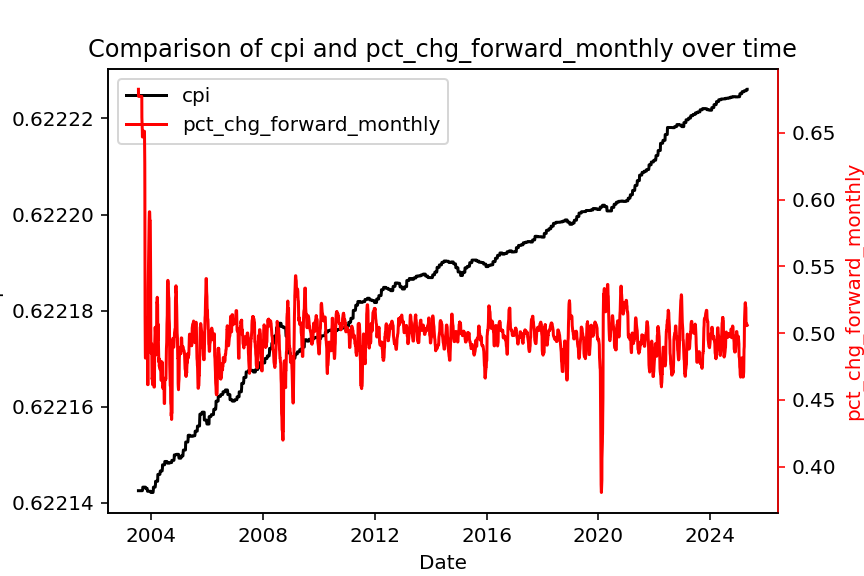 Comparison of cpi and pct_chg_forward_monthly over time
cpi
pct_chg_forward_monthly
0.62222
0.62220
0.62218
0.62216
0.62214
0.65
0.60
0.55
0.50
0.45
0.40
pct_chg_forward_monthly
2004 2008 2012 2016 2020 2024
Date